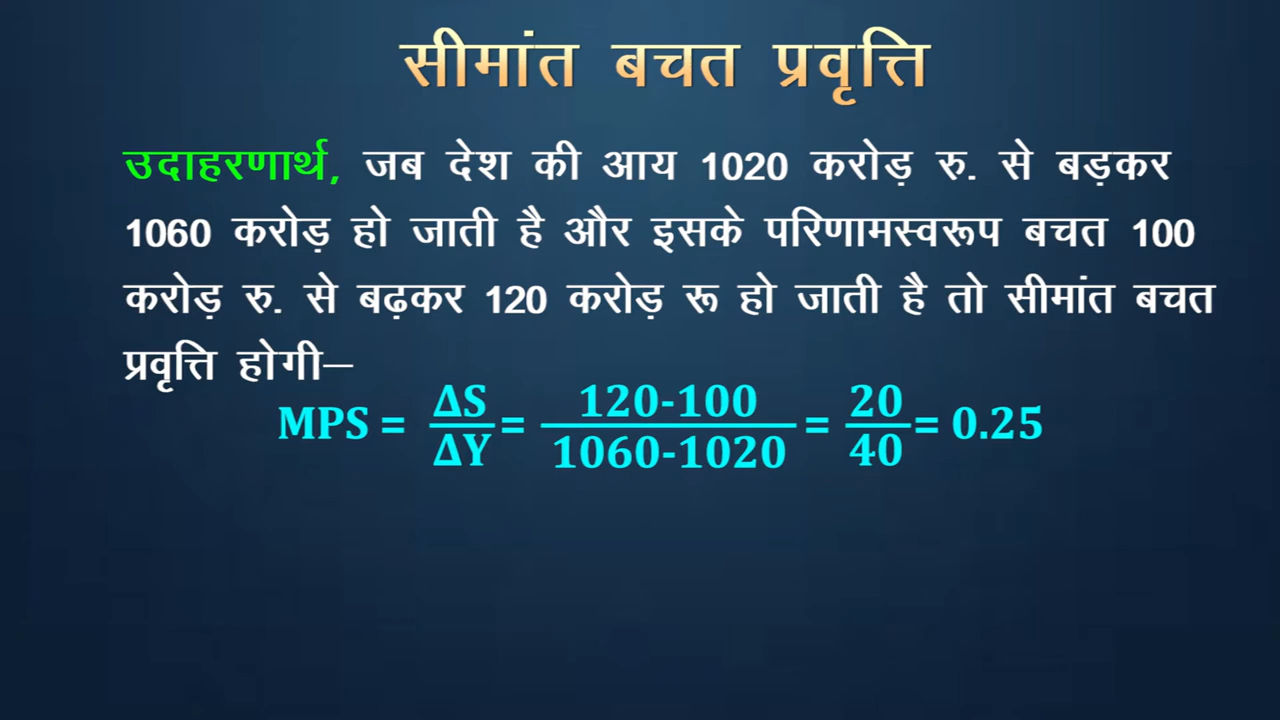 सीमांत बचत प्रवृत्ति
उदाहरणार्थ, जब देश की आय 1020 करोड़ रु. से बड़कर
1060 करोड़ हो जाती है और इसके परिणामस्वरूप बचत 100
करोड़ रु. से बढ़कर 120 करोड़ रू हो जाती है तो सीमांत बचत
प्रवृत्ति होगी—
MPS = ΔS/ΔY = 120-100/1060-1020 = 20/40 = 0.25